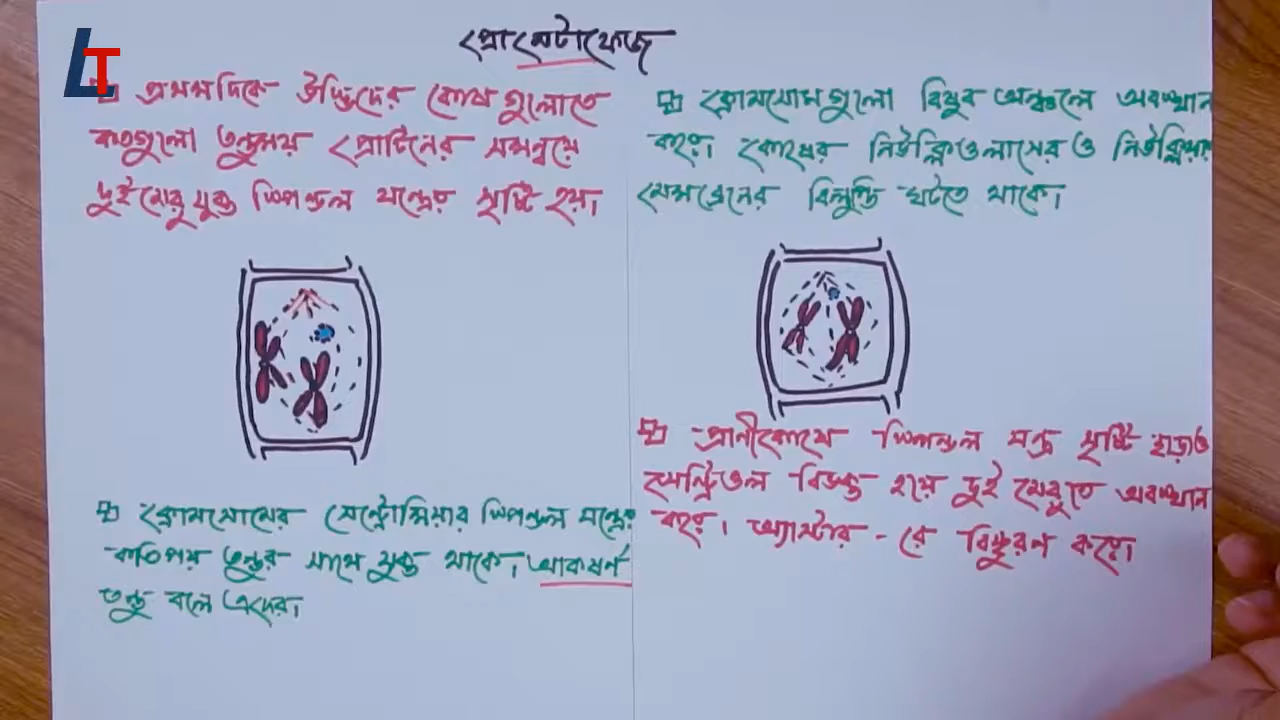 LT
প্রোমেটাফেজ
প্রথমদিকে উদ্ভিদের কোষ গুলোতে
কতগুলো তন্তুময় প্রোটিনের সমন্বয়ে
দুই মেরু যুক্ত স্পিন্ডল যন্ত্রের সৃষ্টি হয়।
ক্রোমোসোমের সেন্ট্রোমিয়ার স্পিন্ডল যন্ত্রের
কতিপয় তন্তুর সাথে যুক্ত থাকে। আকর্ষণ
তন্তু বলে এদের।
ক্রোমোসোমগুলো বিষুব অঞ্চলে অবস্থান
করে। কোষের নিউক্লিওলাসের ও নিউক্লিয়ার
মেমব্রেনের বিলুপ্তি ঘটতে থাকে।
প্রাণীকোষে স্পিন্ডল যন্ত্র সৃষ্টি ছাড়াও
সেন্ট্রিওল বিভক্ত হয়ে দুই মেরুতে অবস্থান
করে। অ্যাস্টার - রে বিচ্ছুরণ করে।